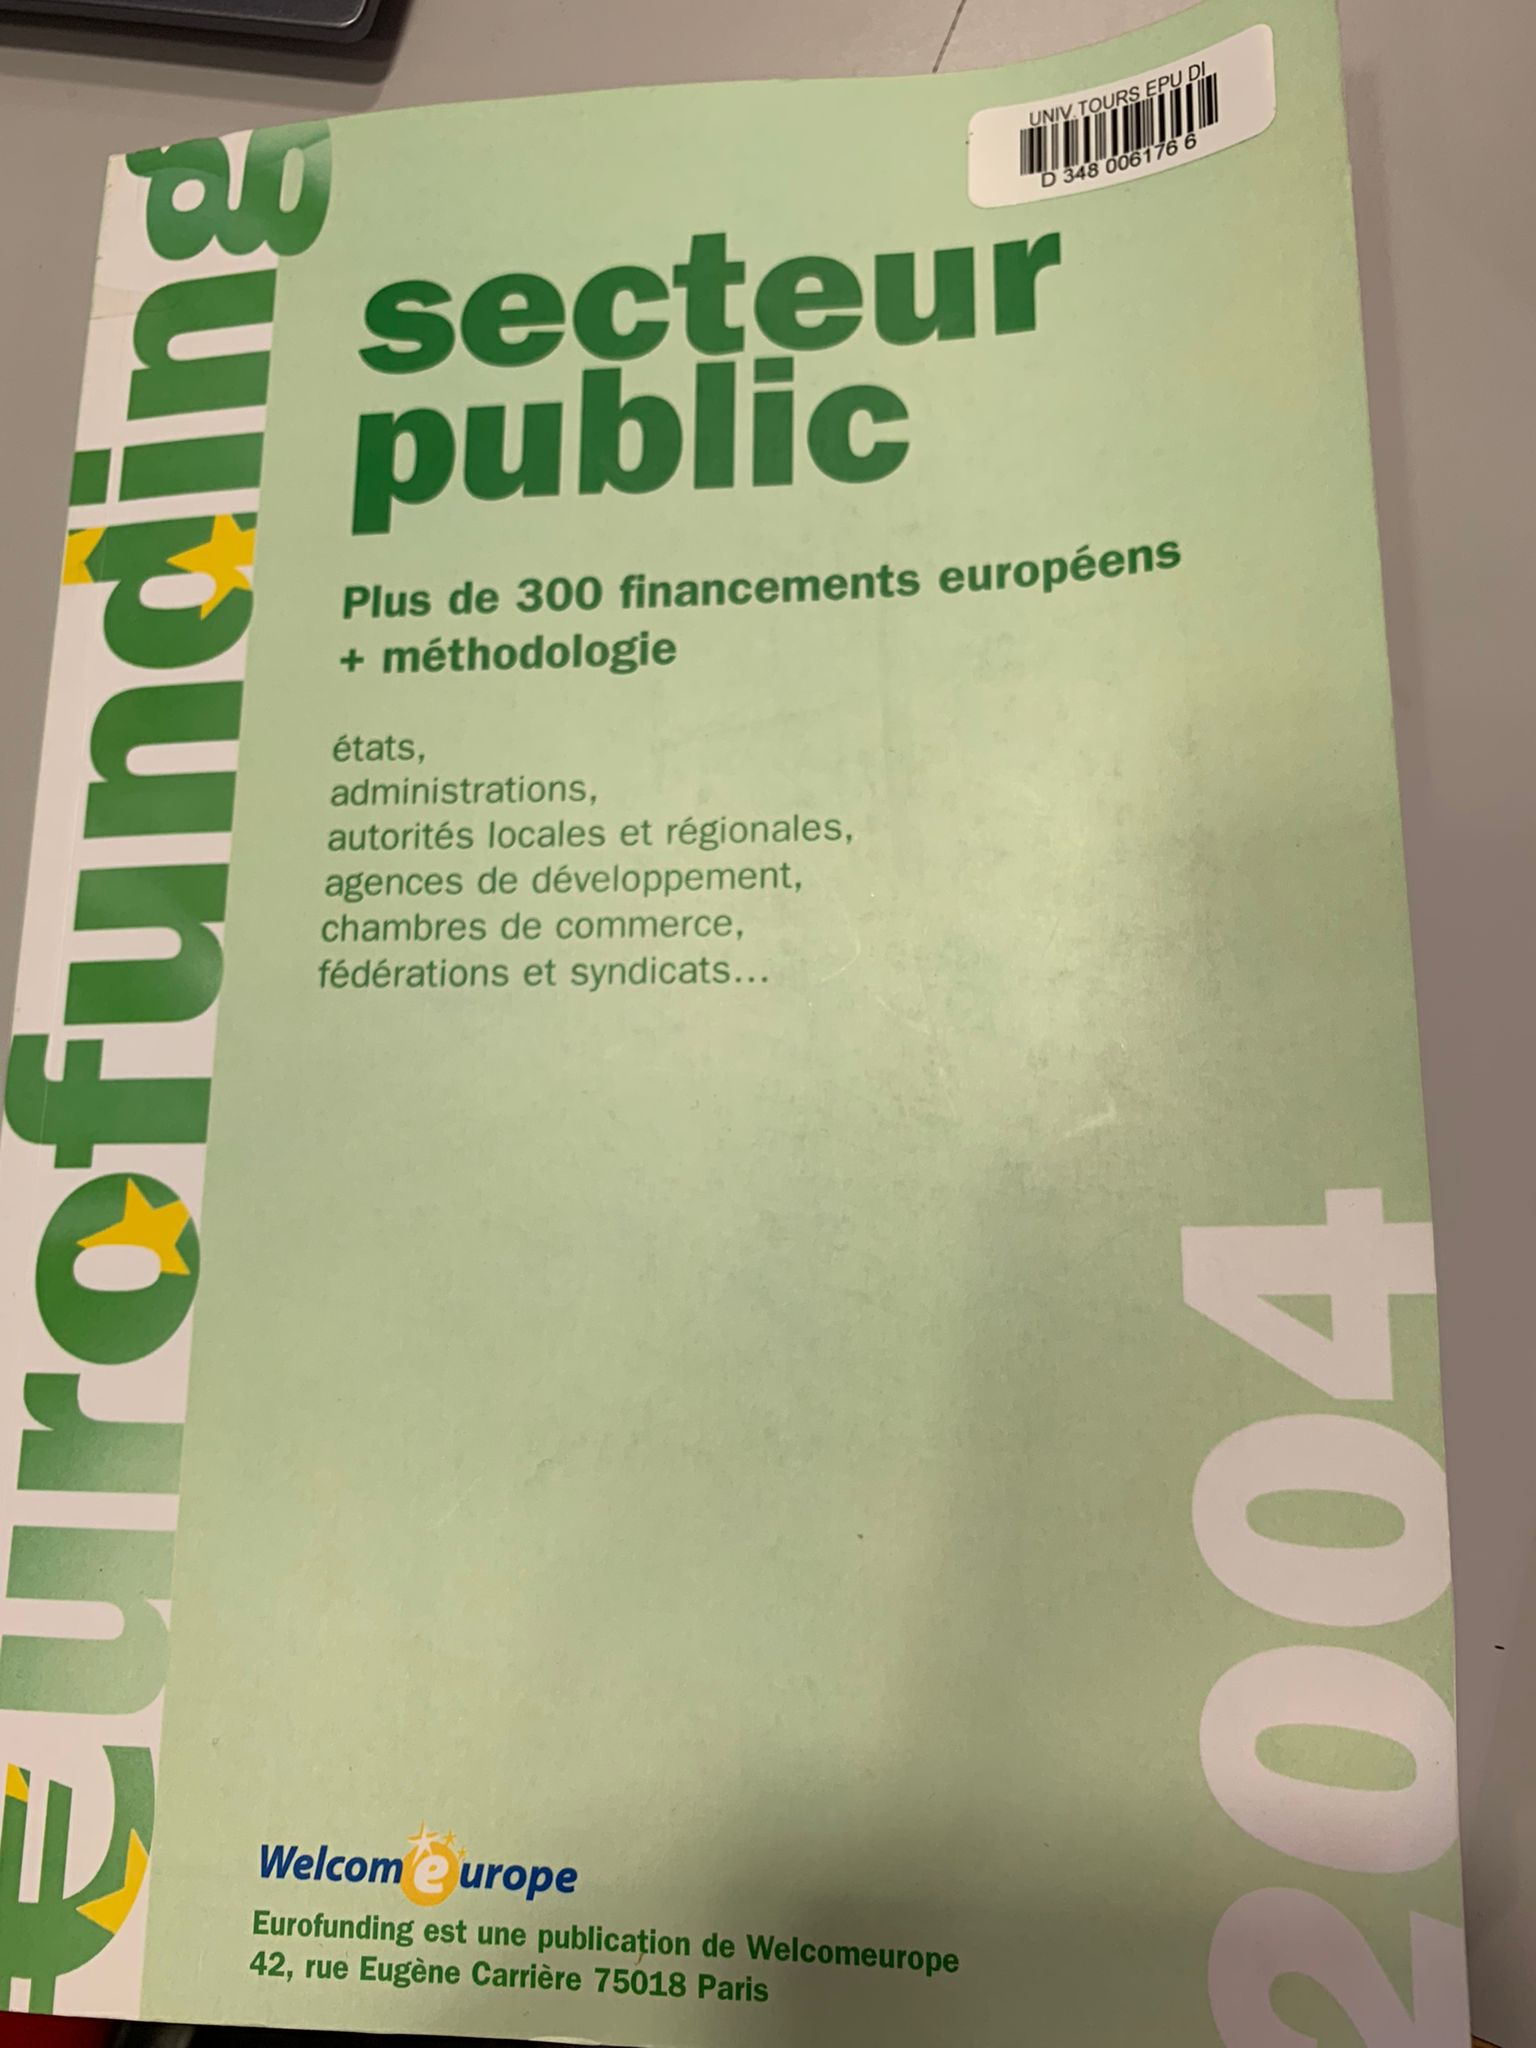 UNIV.TOURS EPU DI
D 348 006176 6
€urofunding
secteur
public
Plus de 300 financements européens
+ méthodologie
états,
administrations,
autorités locales et régionales,
agences de développement,
chambres de commerce,
fédérations et syndicats...
2004
Welcomeurope
Eurofunding est une publication de Welcomeurope
42, rue Eugène Carrière 75018 Paris